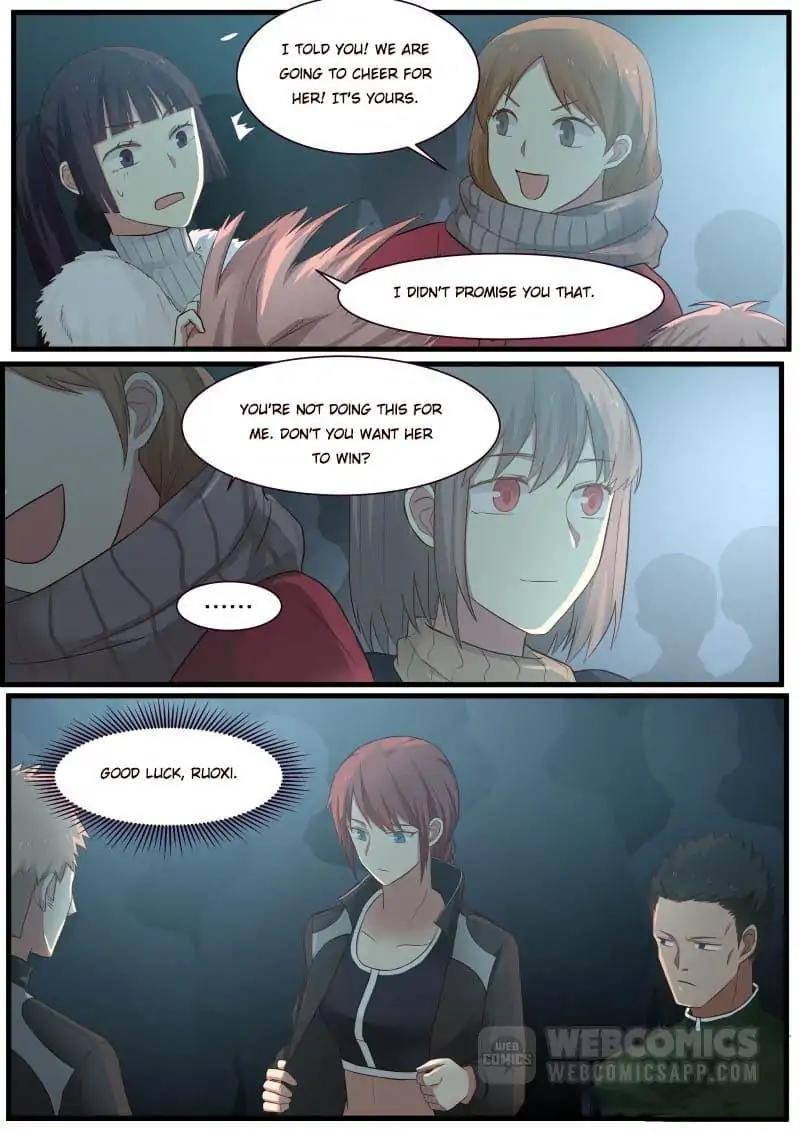 I TOLD YOU! WE ARE
GOING TO CHEER FOR
HER! IT'S YOURS.
I DIDN'T PROMISE YOU THAT.
YOU'RE NOT DOING THIS FOR
ME. DON'T YOU WANT HER
TO WIN?
......
GOOD LUCK, RUOXI.
WEB
COMICS
WEBCOMICS
WEBCOMICSAPP.COM